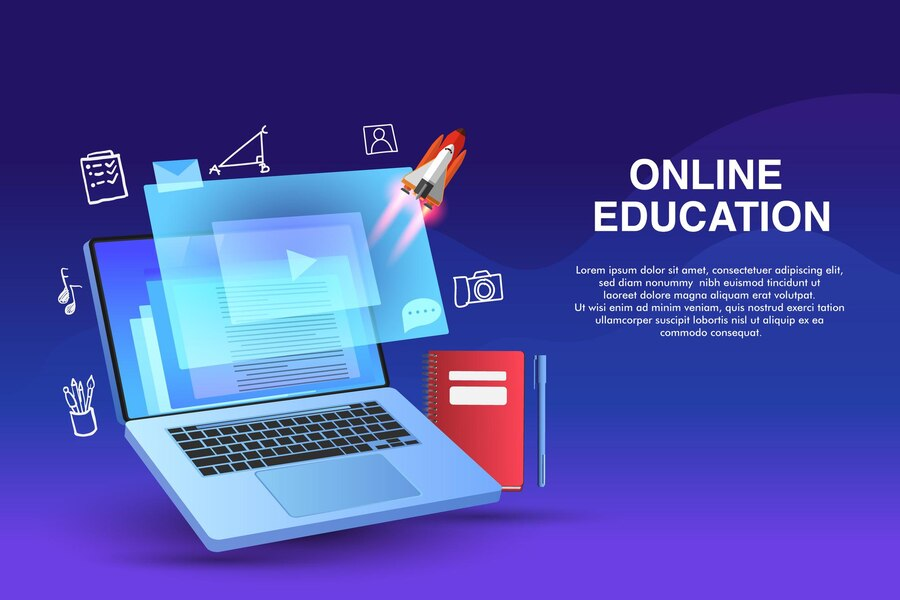 A
B
ONLINE
EDUCATION
Lorem ipsum dolor sit amet, consectetuer adipiscing elit,
sed diam nonummy nibh euismod tincidunt ut
laoreet dolore magna aliquam erat volutpat.
Ut wisi enim ad minim veniam, quis nostrud exerci tation
ullamcorper suscipit lobortis nisl ut aliquip ex ea
commodo consequat.